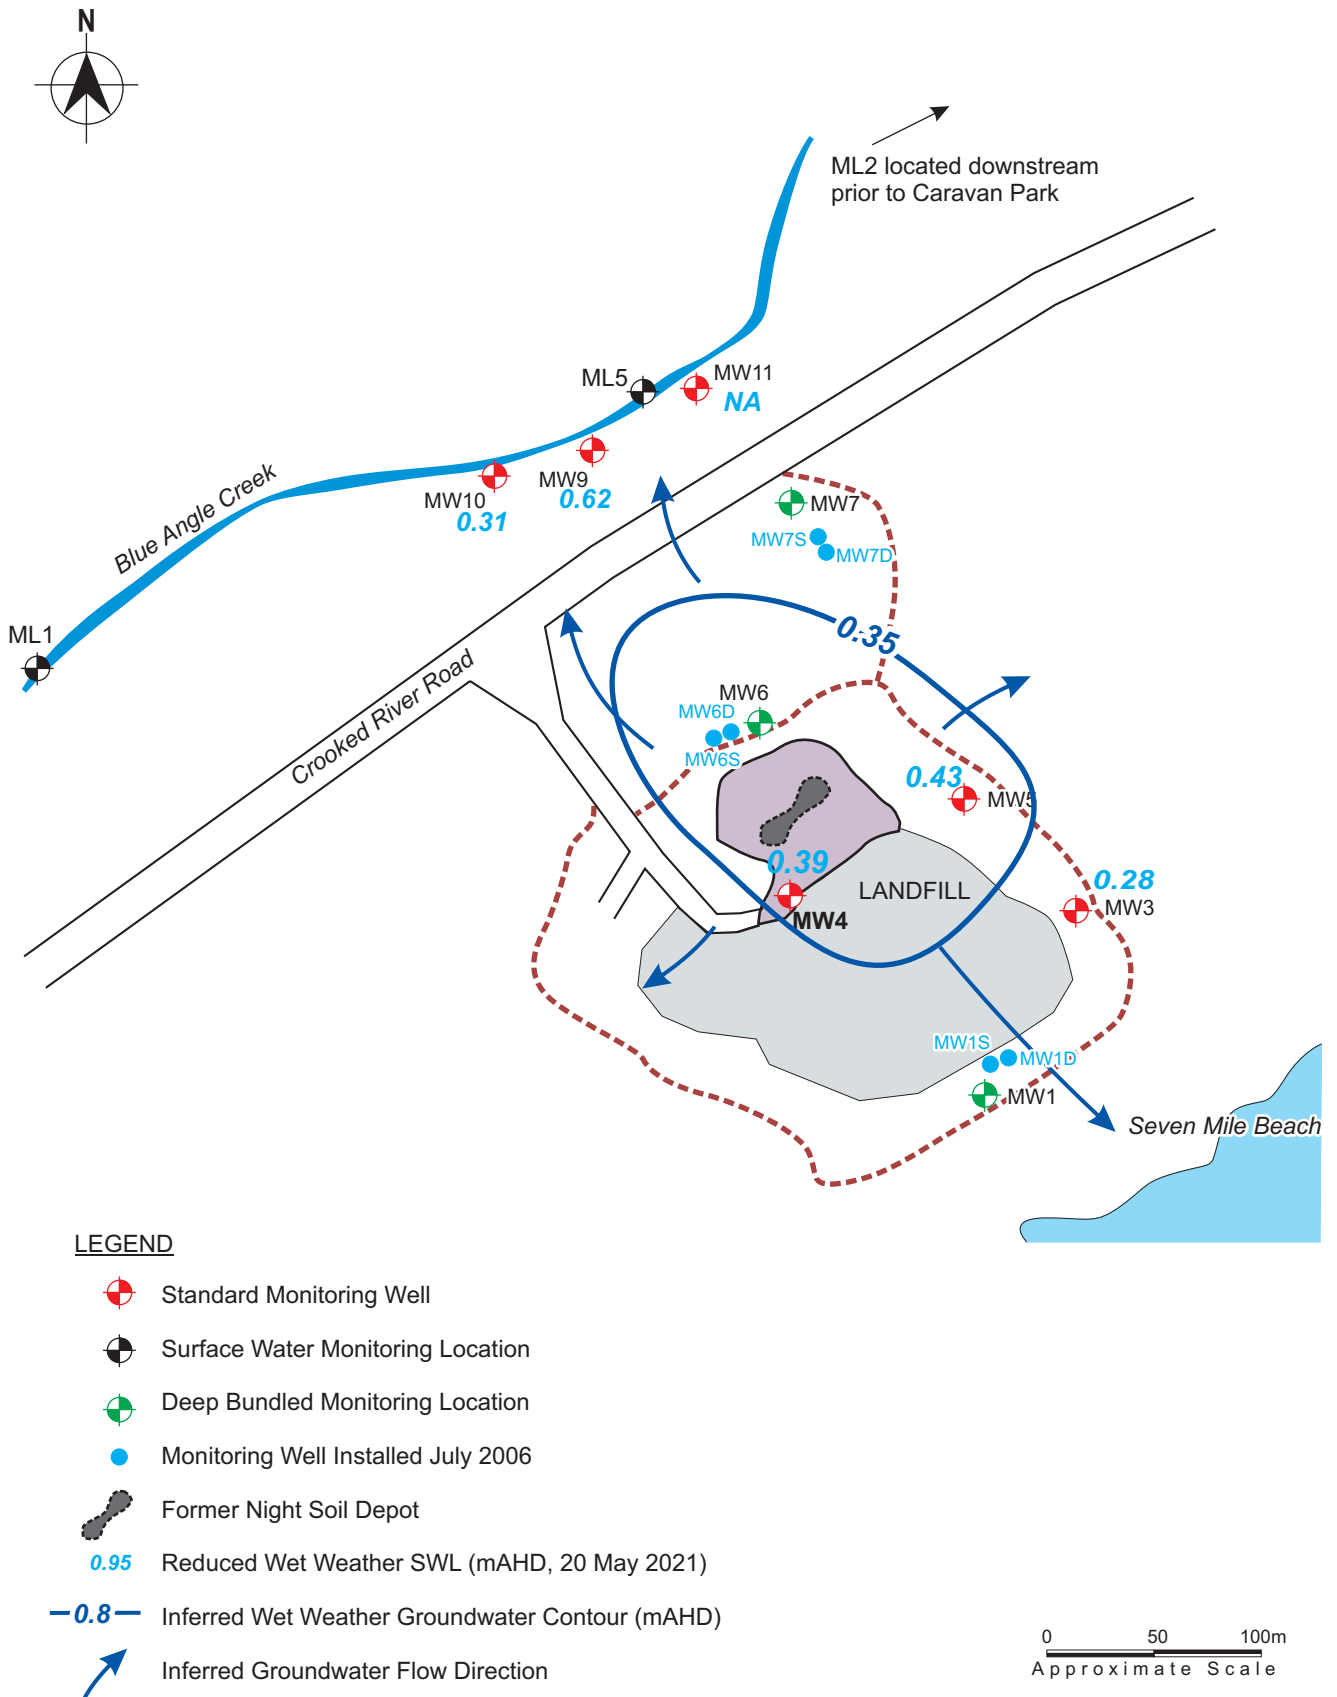 N
ML2 located downstream
prior to Caravan Park
ML5
MW11
NA
MW10
0.31
MW9
0.62
Blue Angle Creek
ML1
Crooked River Road
MW7
MW7S
MW7D
0.35
MW6
MW6D
MW6S
0.43
MW5
0.39
MW4
LANDFILL
0.28
MW3
MW1S
MW1D
MW1
Seven Mile Beach
LEGEND
Standard Monitoring Well
Surface Water Monitoring Location
Deep Bundled Monitoring Location
Monitoring Well Installed July 2006
Former Night Soil Depot
0.95 Reduced Wet Weather SWL (mAHD, 20 May 2021)
0.8 Inferred Wet Weather Groundwater Contour (mAHD)
Inferred Groundwater Flow Direction
0 50 100m
Approximate Scale